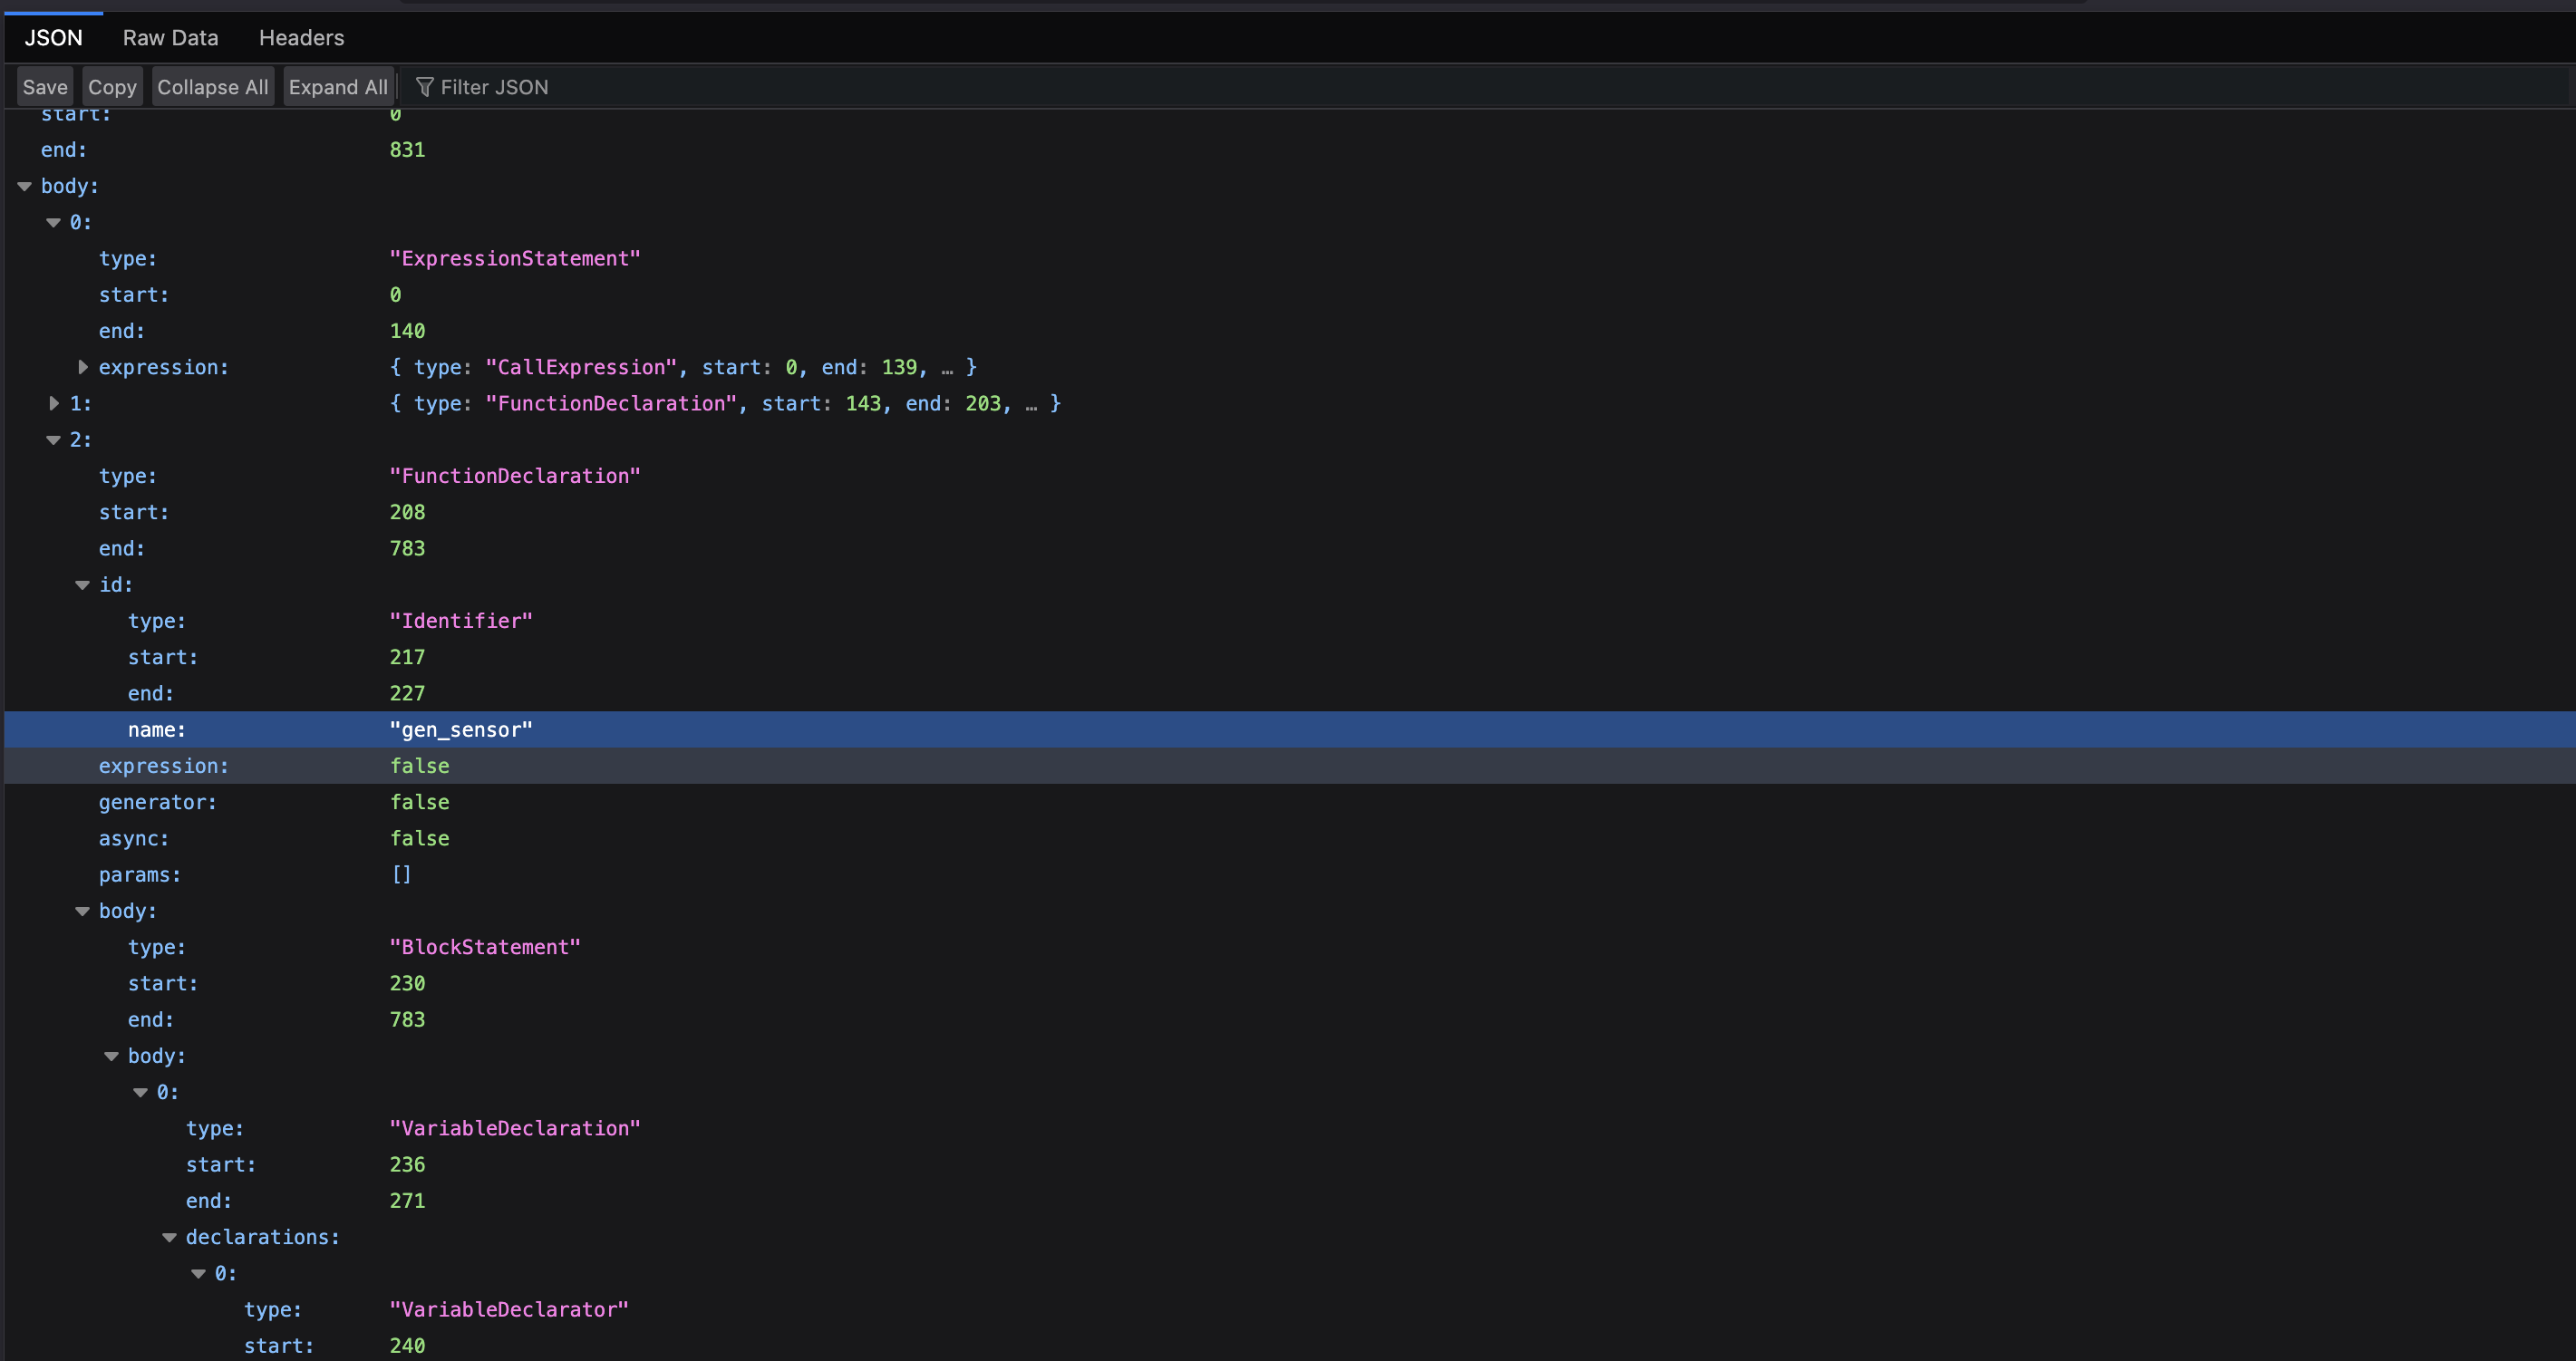 JSON Raw Data Headers
Save Copy Collapse All Expand All Filter JSON
start: 0
end: 831
body:
0:
type: "ExpressionStatement"
start: 0
end: 140
expression: { type: "CallExpression", start: 0, end: 139, … }
1: { type: "FunctionDeclaration", start: 143, end: 203, … }
2:
type: "FunctionDeclaration"
start: 208
end: 783
id:
type: "Identifier"
start: 217
end: 227
name: "gen_sensor"
expression: false
generator: false
async: false
params: []
body:
type: "BlockStatement"
start: 230
end: 783
body:
0:
type: "VariableDeclaration"
start: 236
end: 271
declarations:
0:
type: "VariableDeclarator"
start: 240